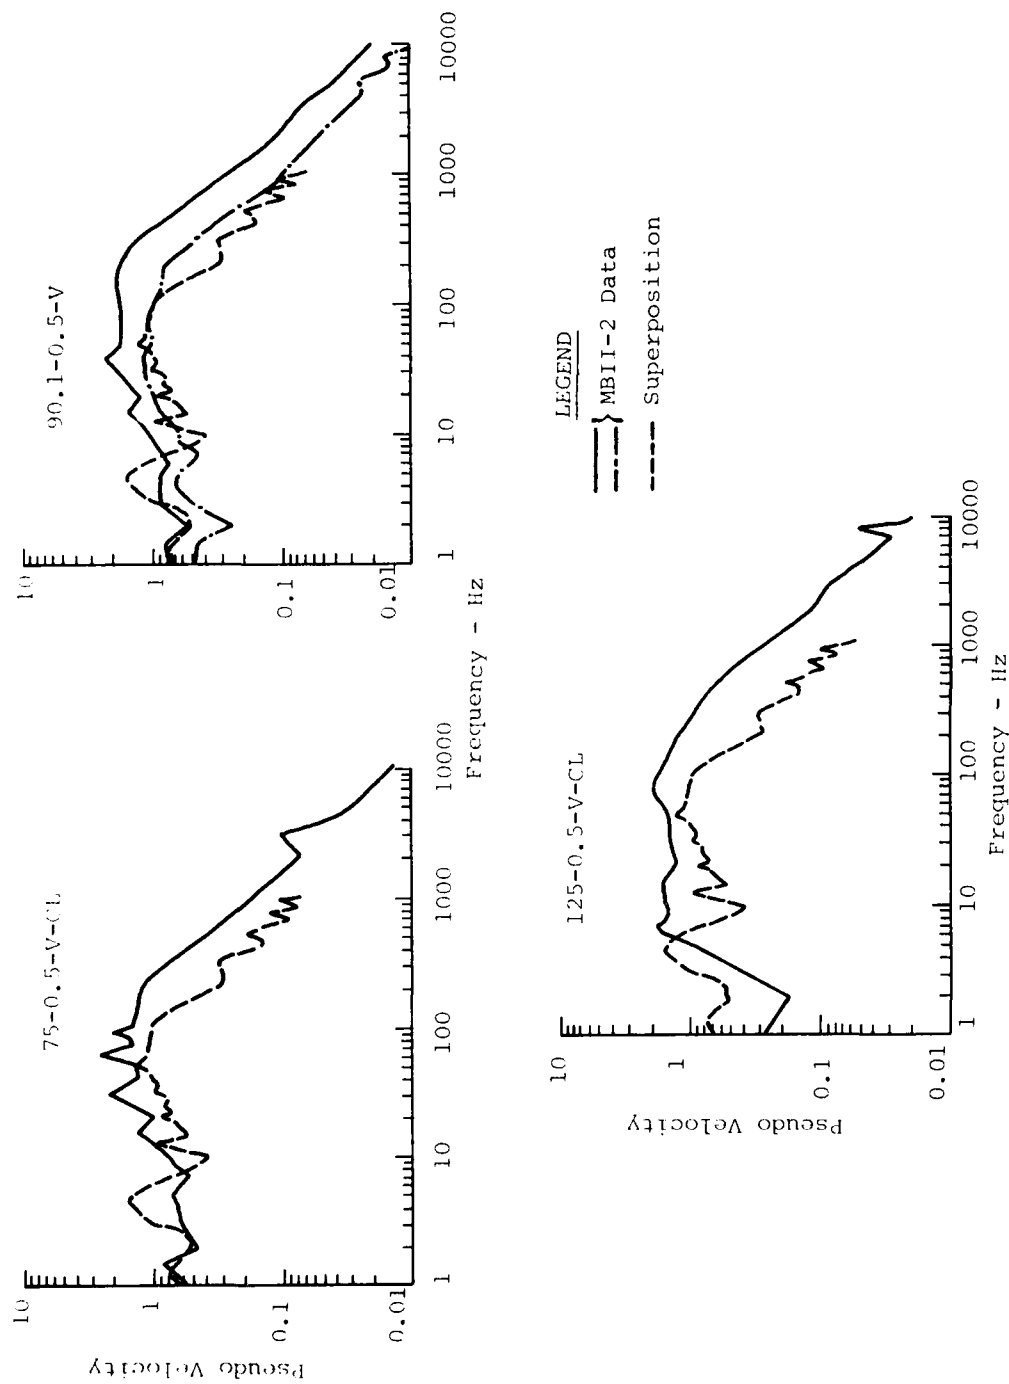 75-0.5-V-CL
10
1
0.1
0.01
Pseudo Velocity
1
10
100
1000
10000
90.1-0.5-V
10
1
0.1
0.01
1
10
100
1000
10000
Frequency - Hz
125-0.5-V-CL
10
1
0.1
0.01
Pseudo Velocity
1
10
100
1000
10000
Frequency - Hz
LEGEND
MBII-2 Data
Superposition